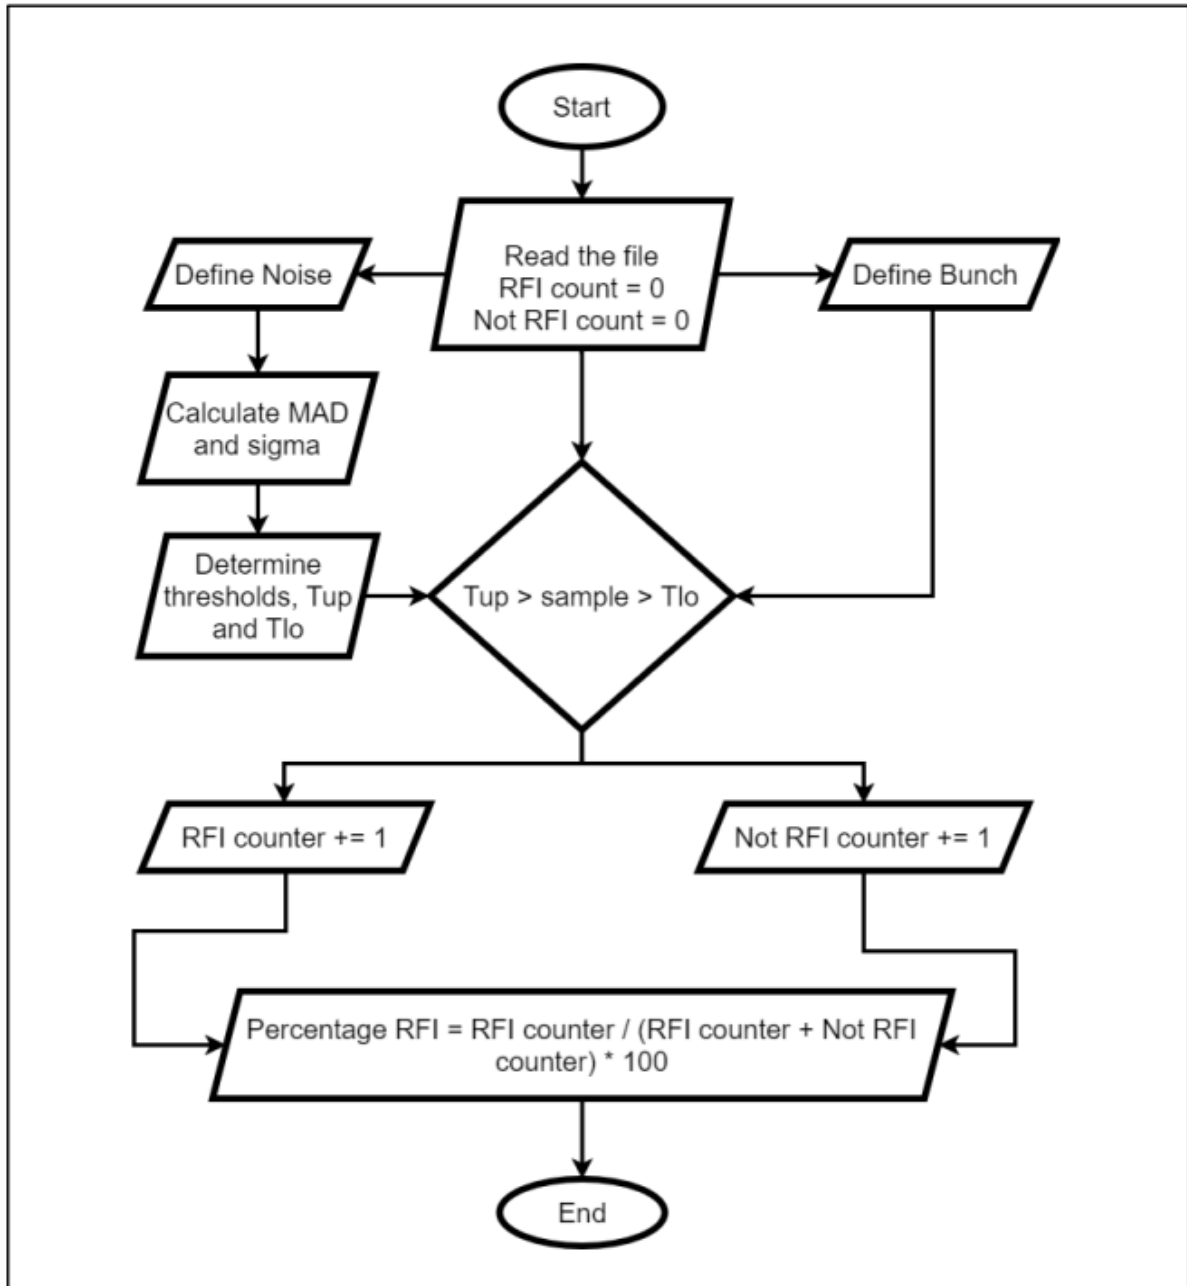 Start
Read the file
RFI count = 0
Not RFI count = 0
Define Noise
Define Bunch
Calculate MAD
and sigma
Determine
thresholds, Tup
and Tlo
Tup > sample > Tlo
RFI counter += 1
Not RFI counter += 1
Percentage RFI = RFI counter / (RFI counter + Not RFI
counter) * 100
End